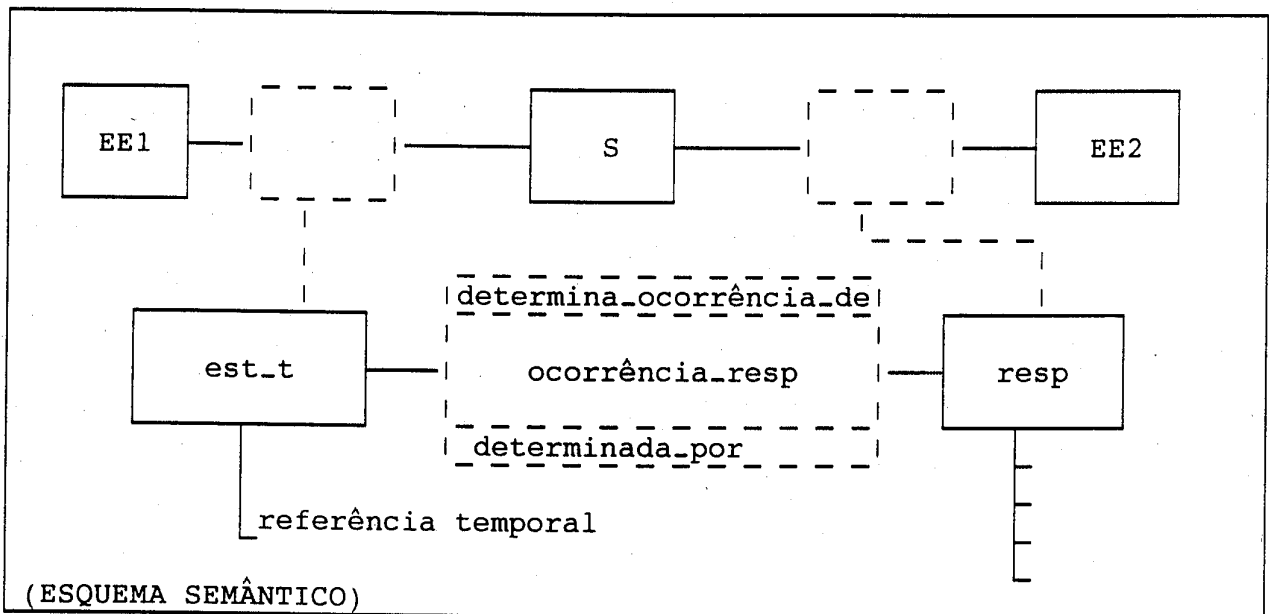 EE1
S
EE2
determina_ocorrência_de
est_t
ocorrência_resp
resp
determinada_por
referência temporal
(ESQUEMA SEMÂNTICO)